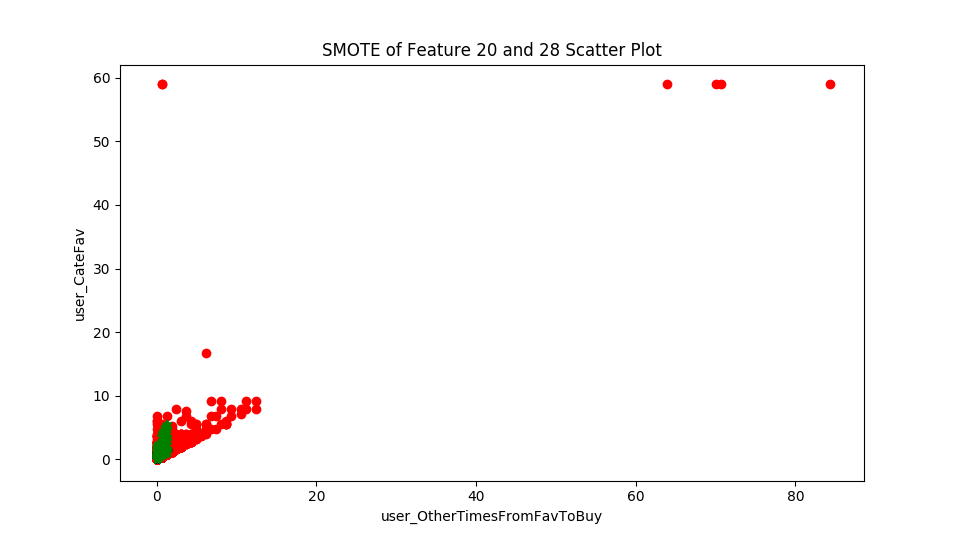 SMOTE of Feature 20 and 28 Scatter Plot
60
50
40
30
20
10
0
user_CateFav
0 20 40 60 80
user_OtherTimesFromFavToBuy